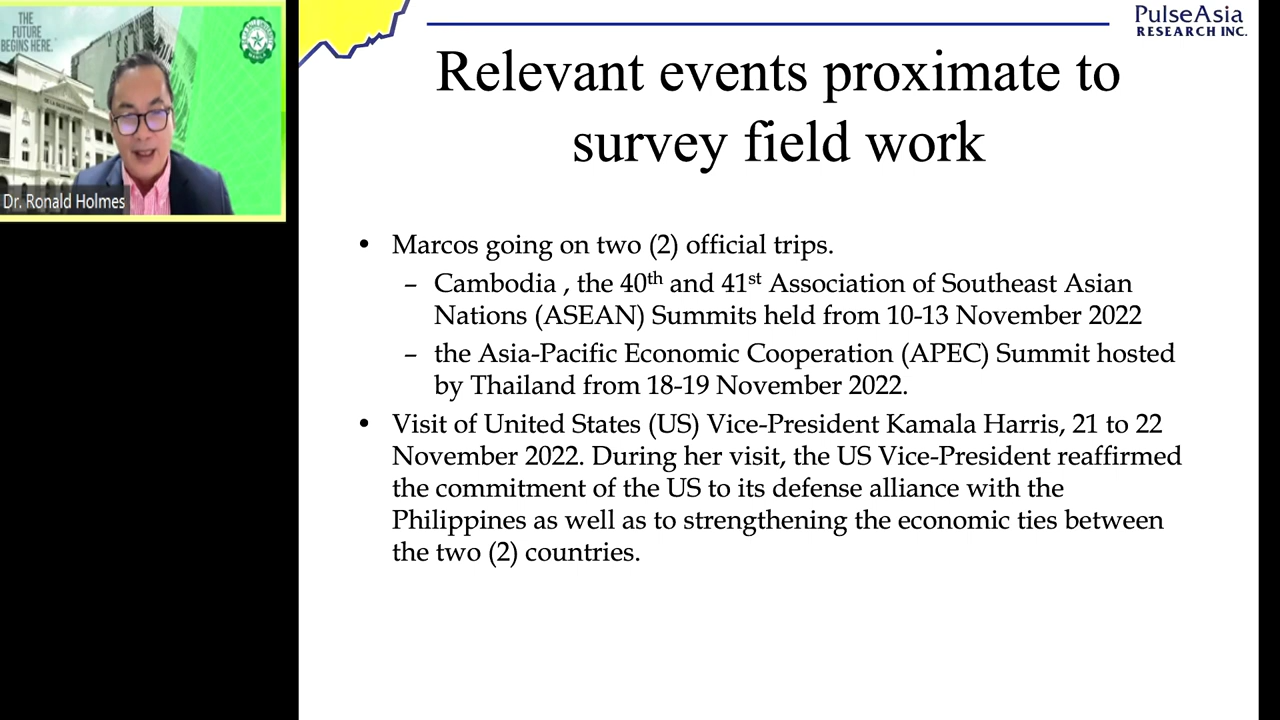 THE
FUTURE
BEGINS HERE.
Dr. Ronald Holmes
PulseAsia
RESEARCH INC.
Relevant events proximate to
survey field work
• Marcos going on two (2) official trips.
– Cambodia , the 40th and 41st Association of Southeast Asian
Nations (ASEAN) Summits held from 10-13 November 2022
– the Asia-Pacific Economic Cooperation (APEC) Summit hosted
by Thailand from 18-19 November 2022.
• Visit of United States (US) Vice-President Kamala Harris, 21 to 22
November 2022. During her visit, the US Vice-President reaffirmed
the commitment of the US to its defense alliance with the
Philippines as well as to strengthening the economic ties between
the two (2) countries.